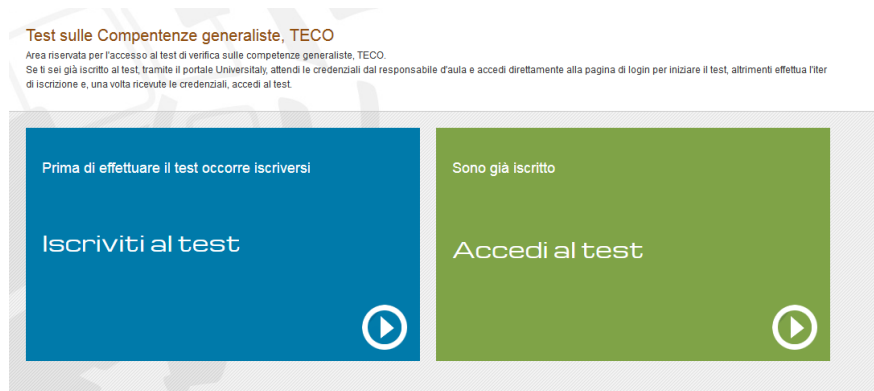 Test sulle Compentenze generaliste, TECO
Area riservata per l'accesso al test di verifica sulle competenze generaliste, TECO.
Se ti sei già iscritto al test, tramite il portale Universitaly, attendi le credenziali dal responsabile d'aula e accedi direttamente alla pagina di login per iniziare il test, altrimenti effettua l'iter
di iscrizione e, una volta ricevute le credenziali, accedi al test.
Prima di effettuare il test occorre iscriversi
Iscriviti al test
Sono già iscritto
Accedi al test